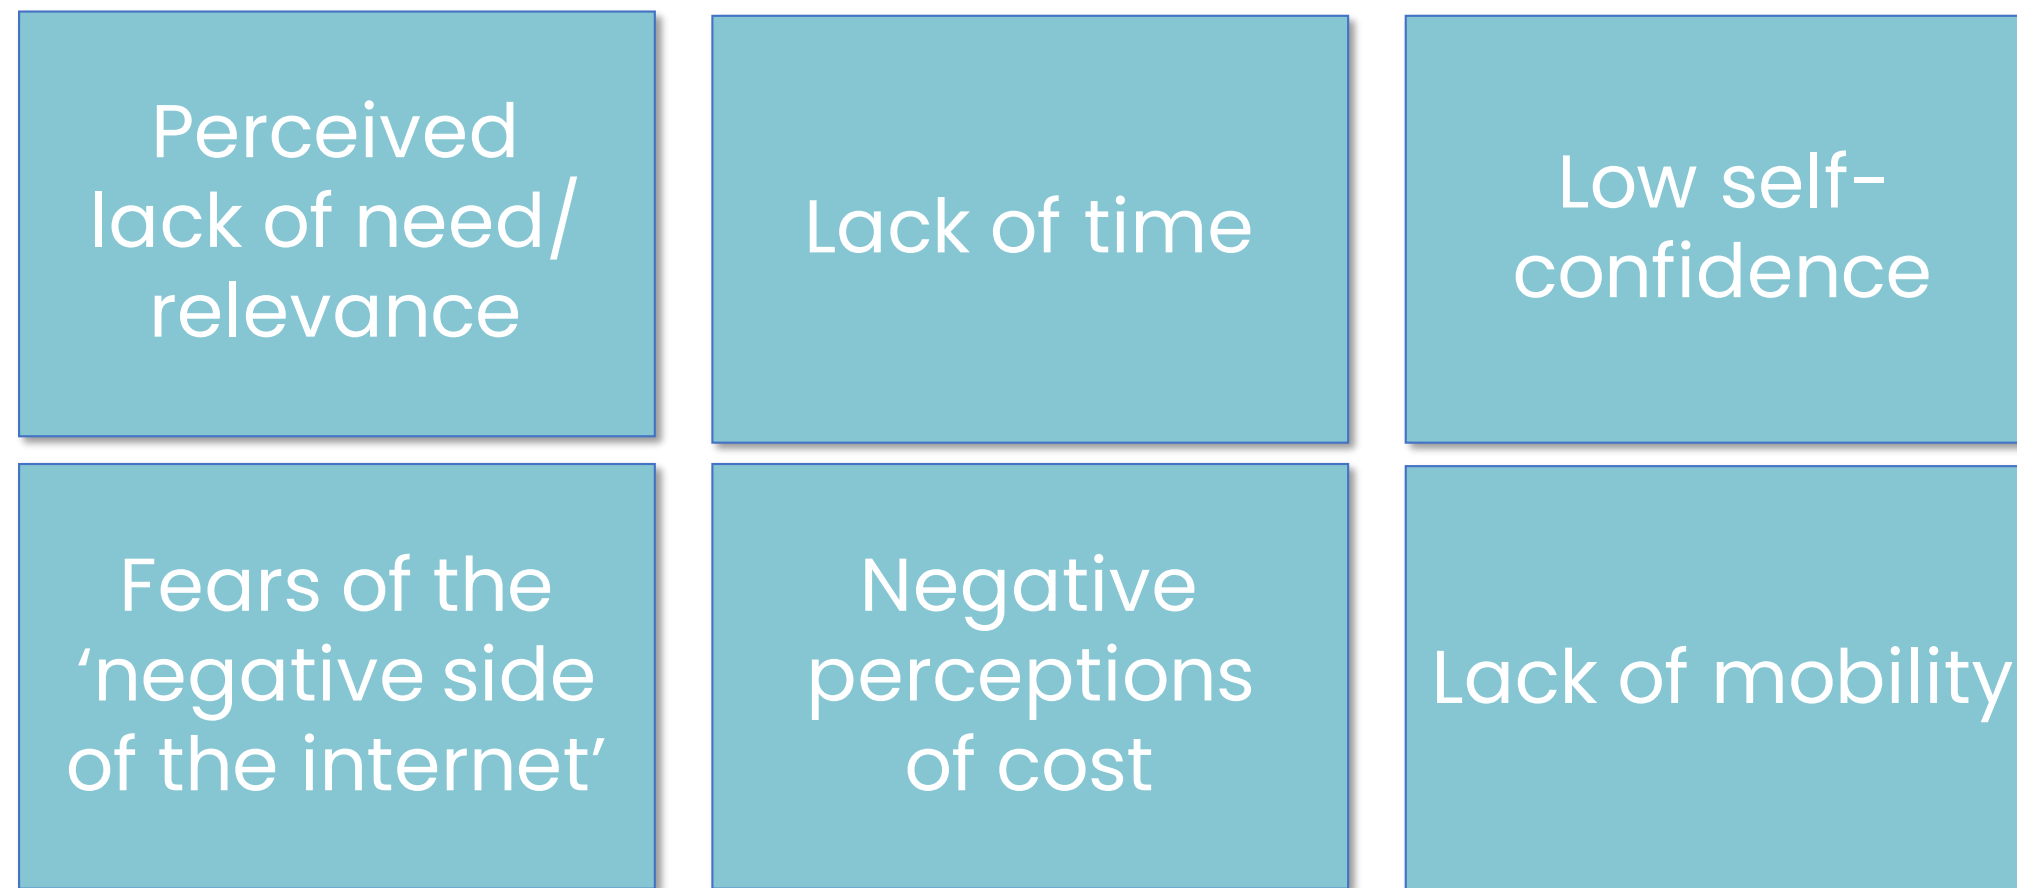 Perceived
lack of need/
relevance
Lack of time
Low self-
confidence
Fears of the
‘negative side
of the internet’
Negative
perceptions
of cost
Lack of mobility